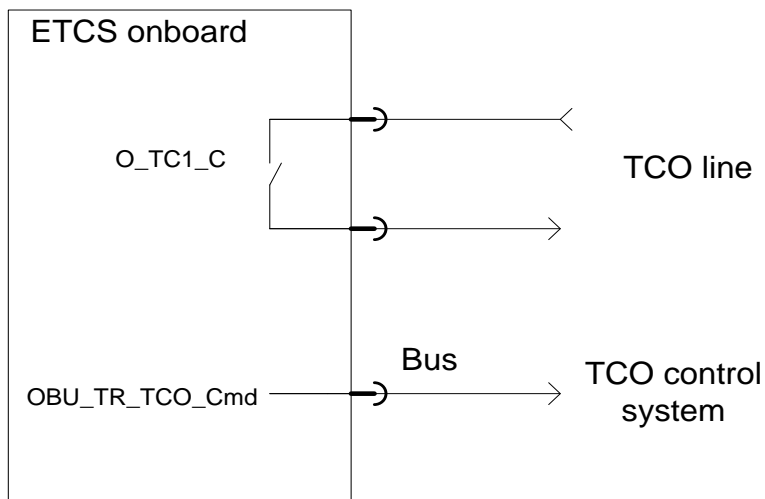 ETCS onboard
O_TC1_C
TCO line
Bus
OBU_TR_TCO_Cmd
TCO control
system